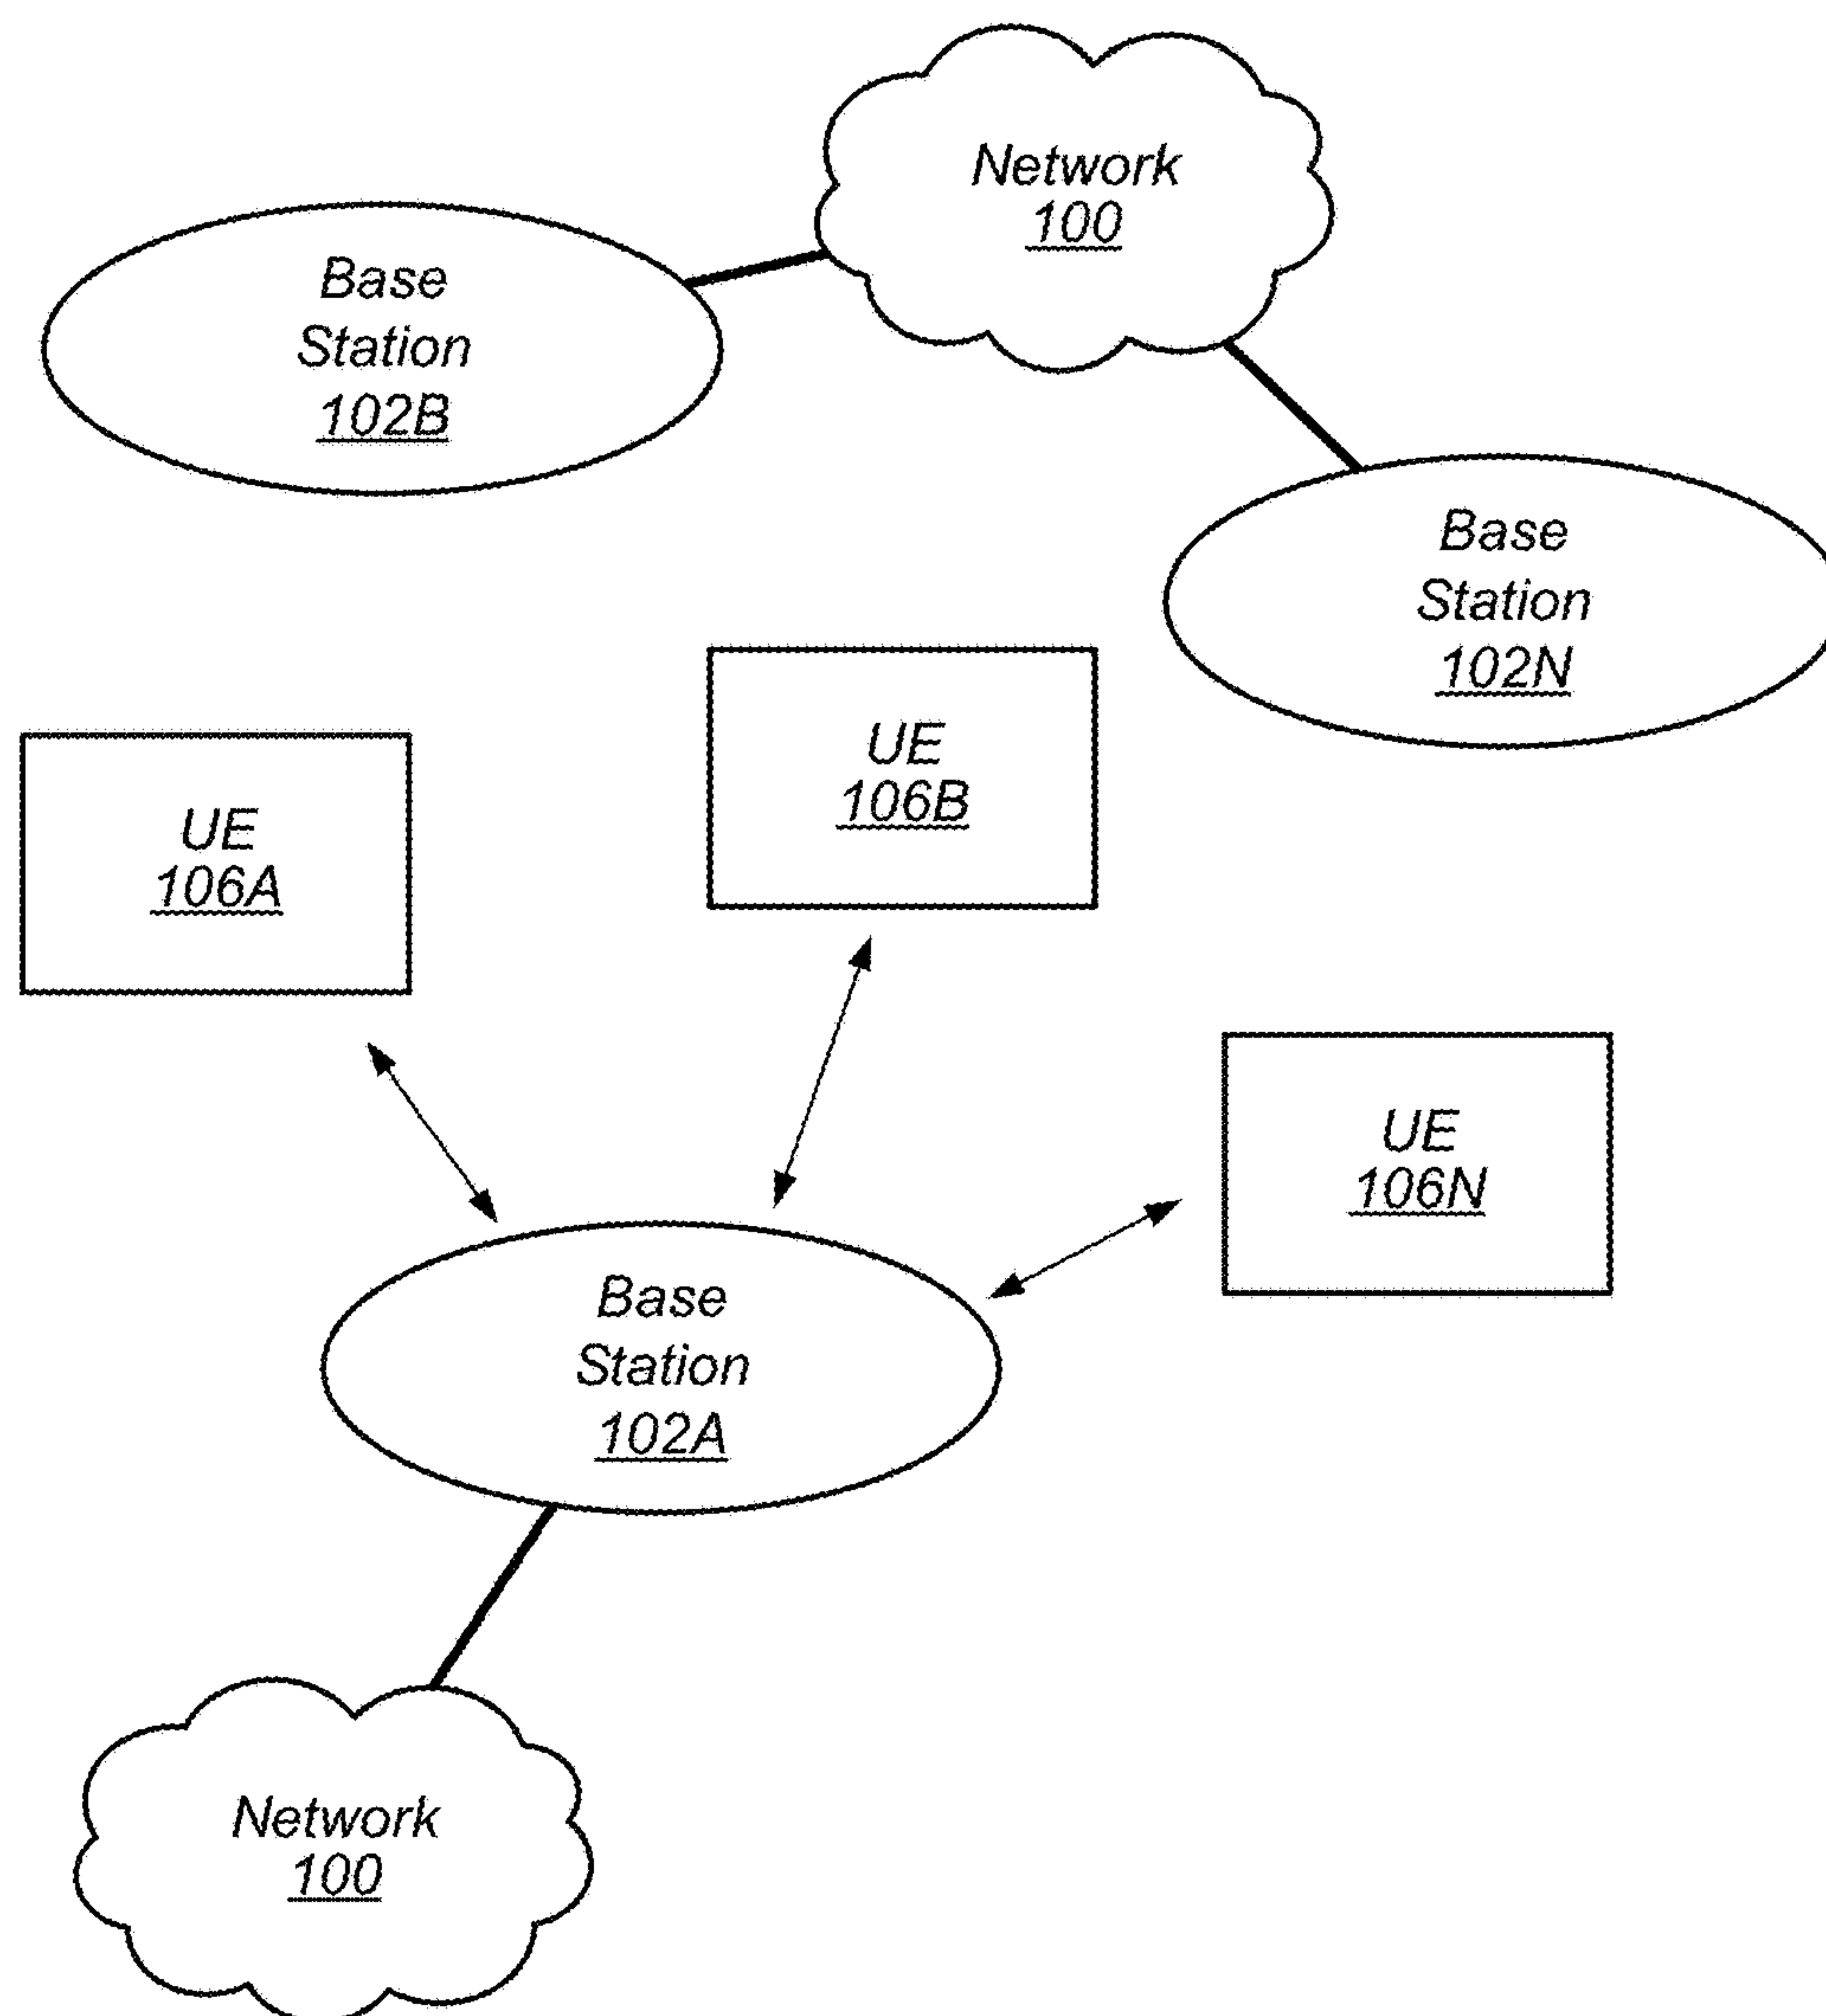 Network
100
Base
Station
102B
Base
Station
102N
UE
106B
UE
106A
UE
106N
Base
Station
102A
Network
100